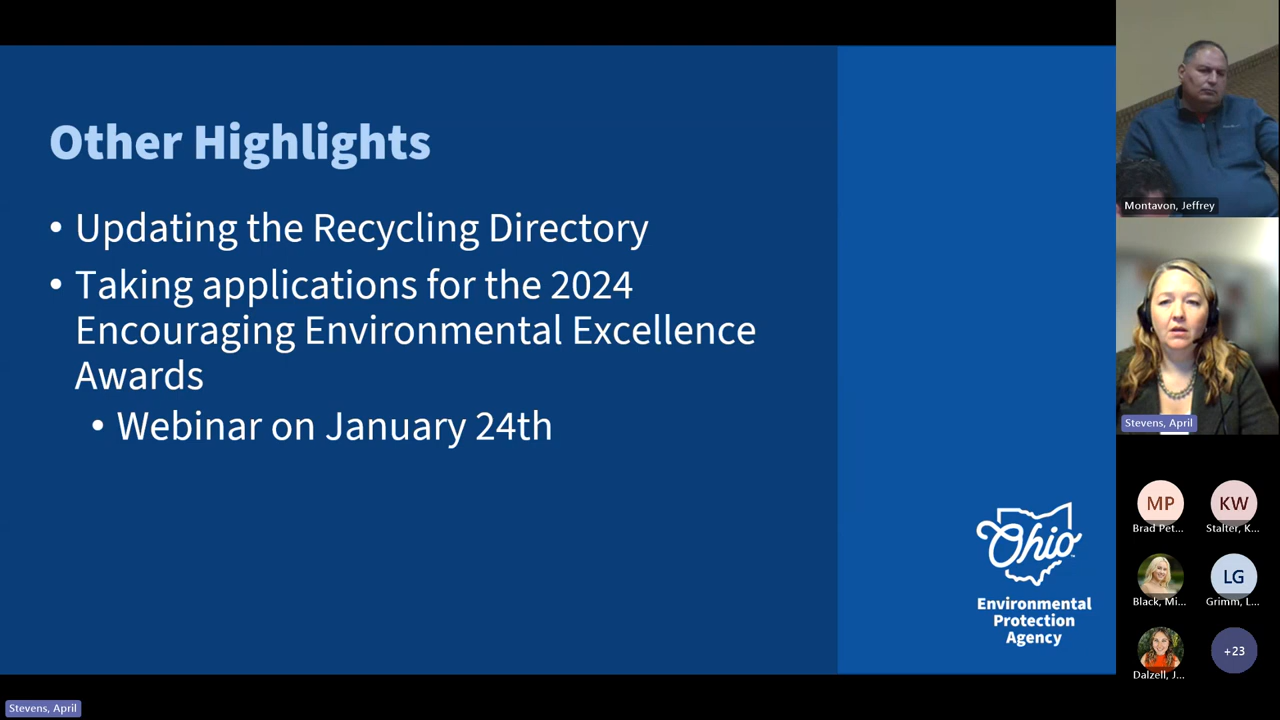 Other Highlights
• Updating the Recycling Directory
• Taking applications for the 2024
Encouraging Environmental Excellence
Awards
• Webinar on January 24th
Ohio
Environmental
Protection
Agency
Montavon, Jeffrey
Stevens, April
MP
KW
Brad Pet...
Stalter, K...
LG
Black, Mi...
Grimm, L...
+23
Dalzell, J...
Stevens, April